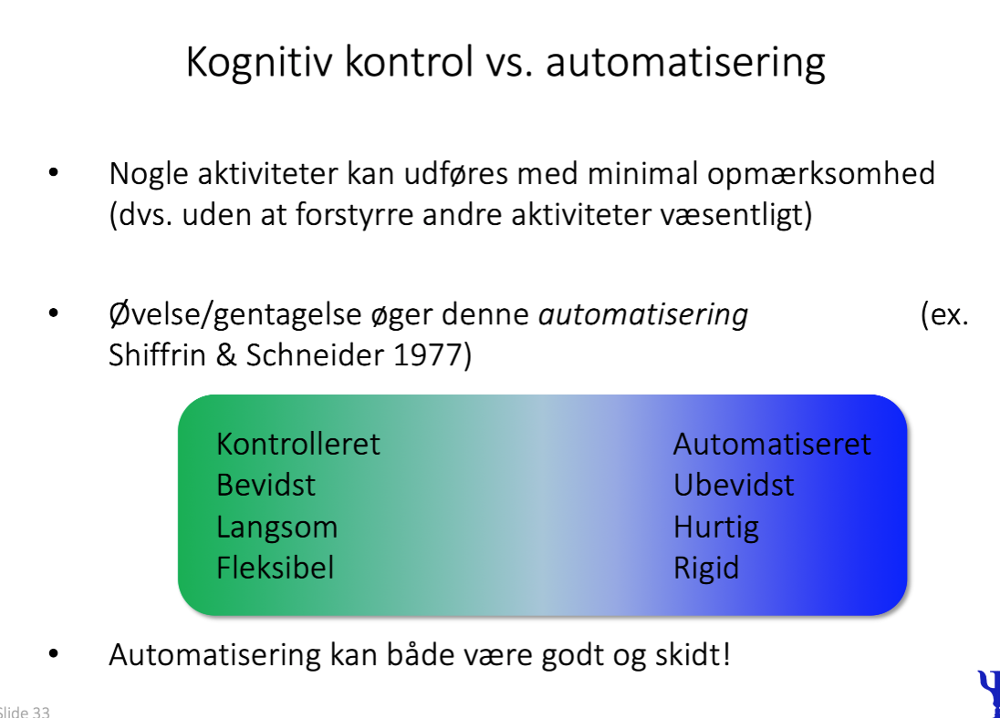 Kognitiv kontrol vs. automatisering
• Nogle aktiviteter kan udføres med minimal opmærksomhed
(dvs. uden at forstyrre andre aktiviteter væsentligt)
• Øvelse/gentagelse øger denne automatisering (ex.
Shiffrin & Schneider 1977)
Kontrolleret Automatiseret
Bevidst Ubevidst
Langsom Hurtig
Fleksibel Rigid
• Automatisering kan både være godt og skidt!
Slide 33